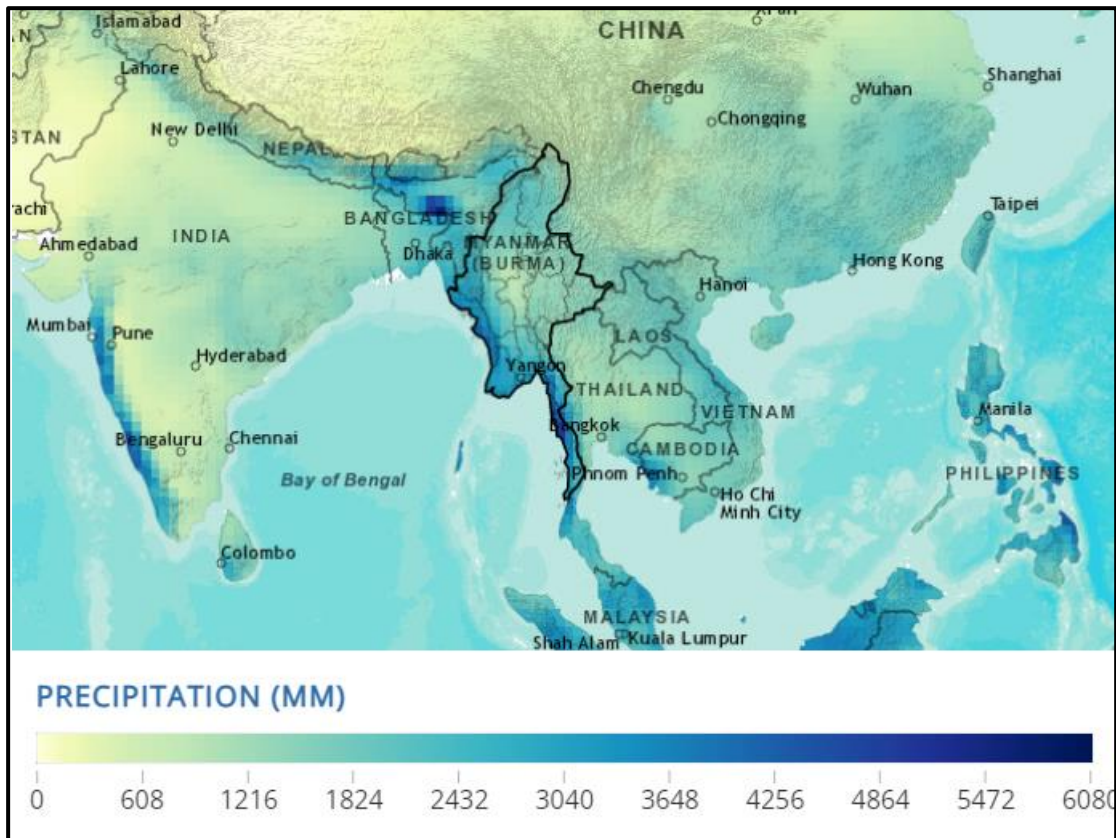 Islamabad
CHINA
Lahore
Chengdu
Wuhan
Shanghai
Chongqing
New Delhi
NEPAL
STAN
rachi
BANGLADESH
Taipei
Ahmedabad
INDIA
Dhaka
MYANMAR
(BURMA)
Hong Kong
Hanoi
Mumbai
Pune
LAOS
Hyderabad
Yangon
THAILAND
VIETNAM
Manila
Bangkok
Bengaluru
Chennai
CAMBODIA
Bay of Bengal
Phnom Penh
PHILIPPINES
Ho Chi
Minh City
Colombo
MALAYSIA
Shah Alam
Kuala Lumpur
PRECIPITATION (MM)
0 608 1216 1824 2432 3040 3648 4256 4864 5472 6080